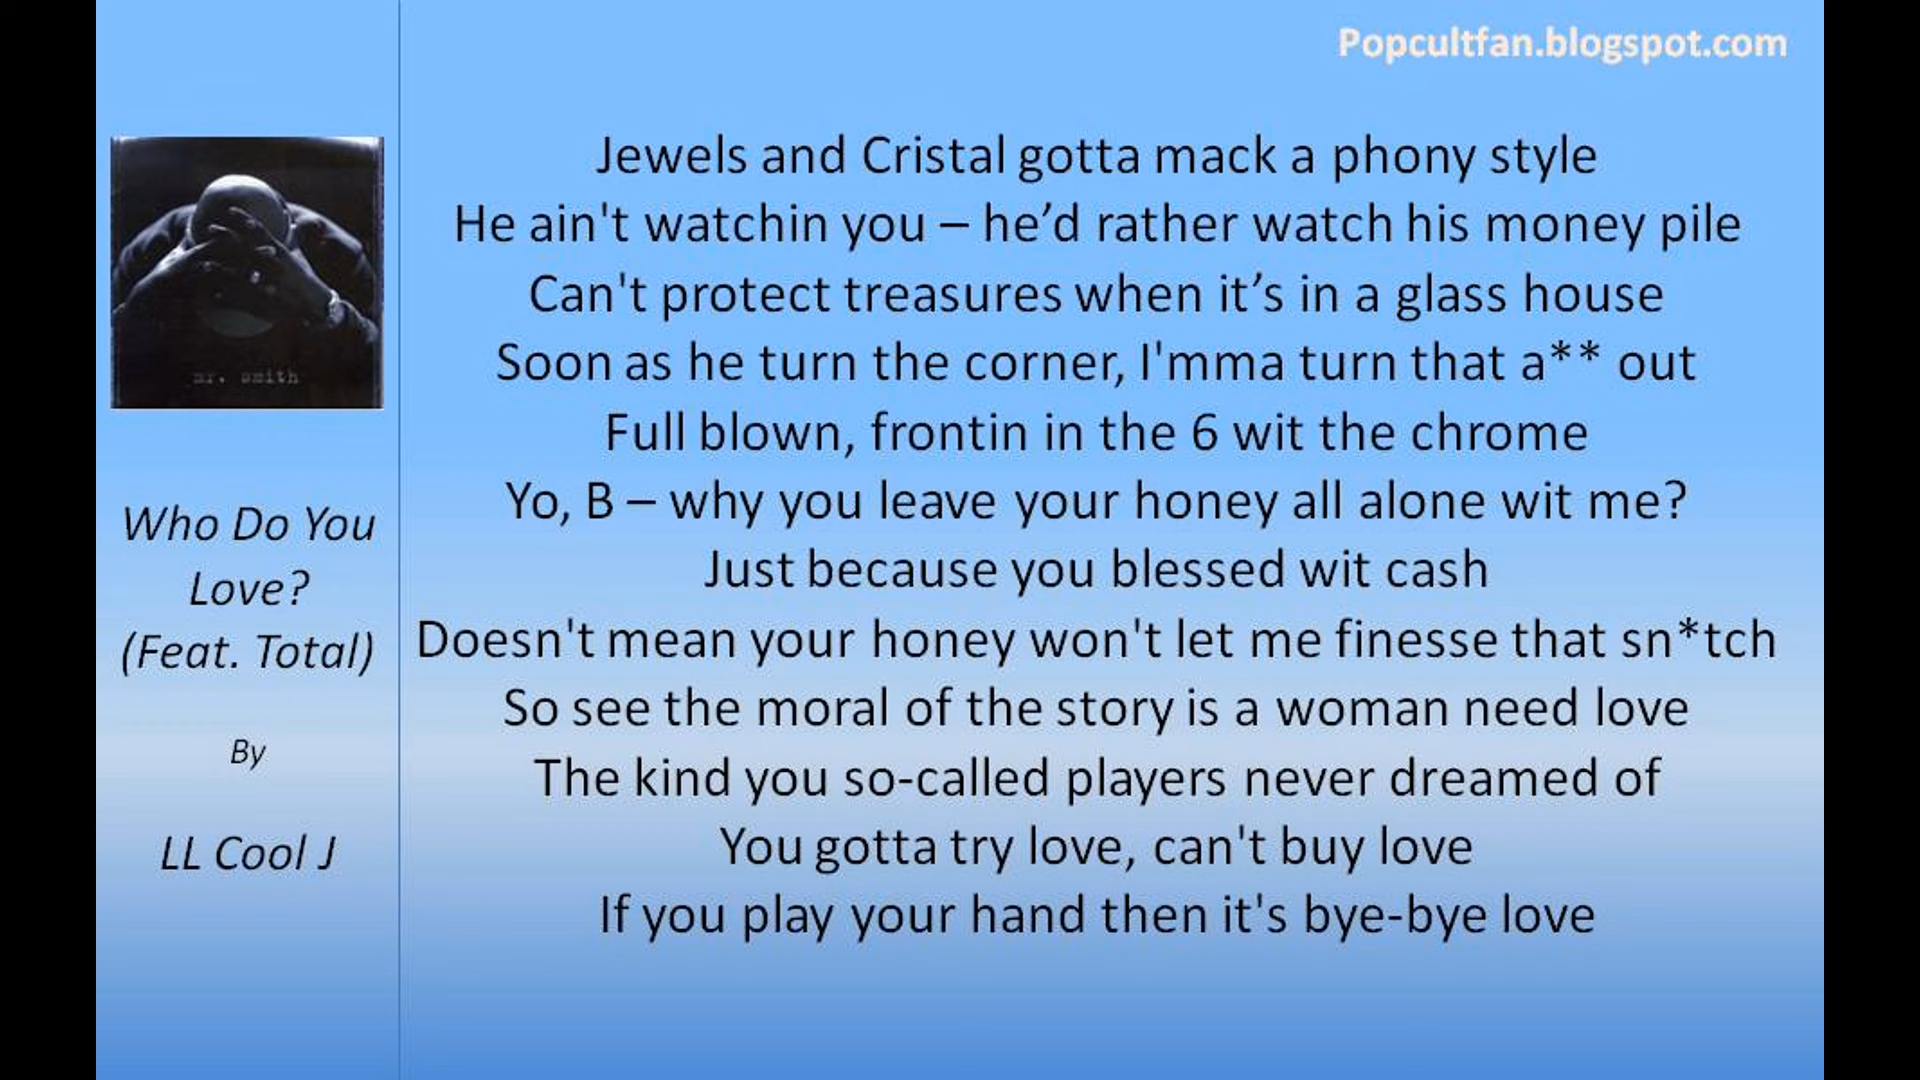 Popcultfan.blogspot.com
mr. smith
Who Do You
Love?
(Feat. Total)
By
LL Cool J
Jewels and Cristal gotta mack a phony style
He ain't watchin you – he’d rather watch his money pile
Can't protect treasures when it’s in a glass house
Soon as he turn the corner, I'mma turn that a** out
Full blown, frontin in the 6 wit the chrome
Yo, B – why you leave your honey all alone wit me?
Just because you blessed wit cash
Doesn't mean your honey won't let me finesse that sn*tch
So see the moral of the story is a woman need love
The kind you so-called players never dreamed of
You gotta try love, can't buy love
If you play your hand then it's bye-bye love